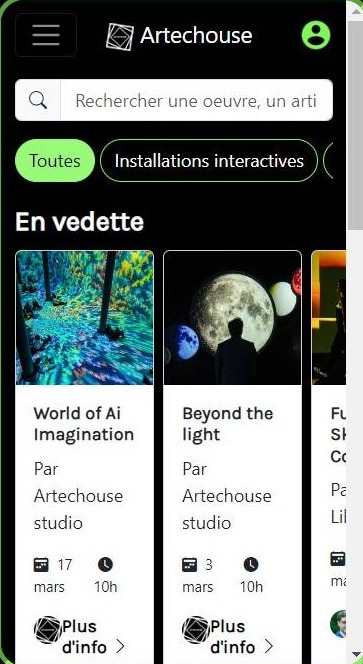 Artechouse
Rechercher une oeuvre, un arti
Toutes
Installations interactives
En vedette
World of Ai
Imagination
Par
Artechouse
studio
17
mars
10h
Plus
d'info
Beyond the
light
Par
Artechouse
studio
3
mars
10h
Plus
d'info
Fu
Sk
Co
Pa
Lil
ma